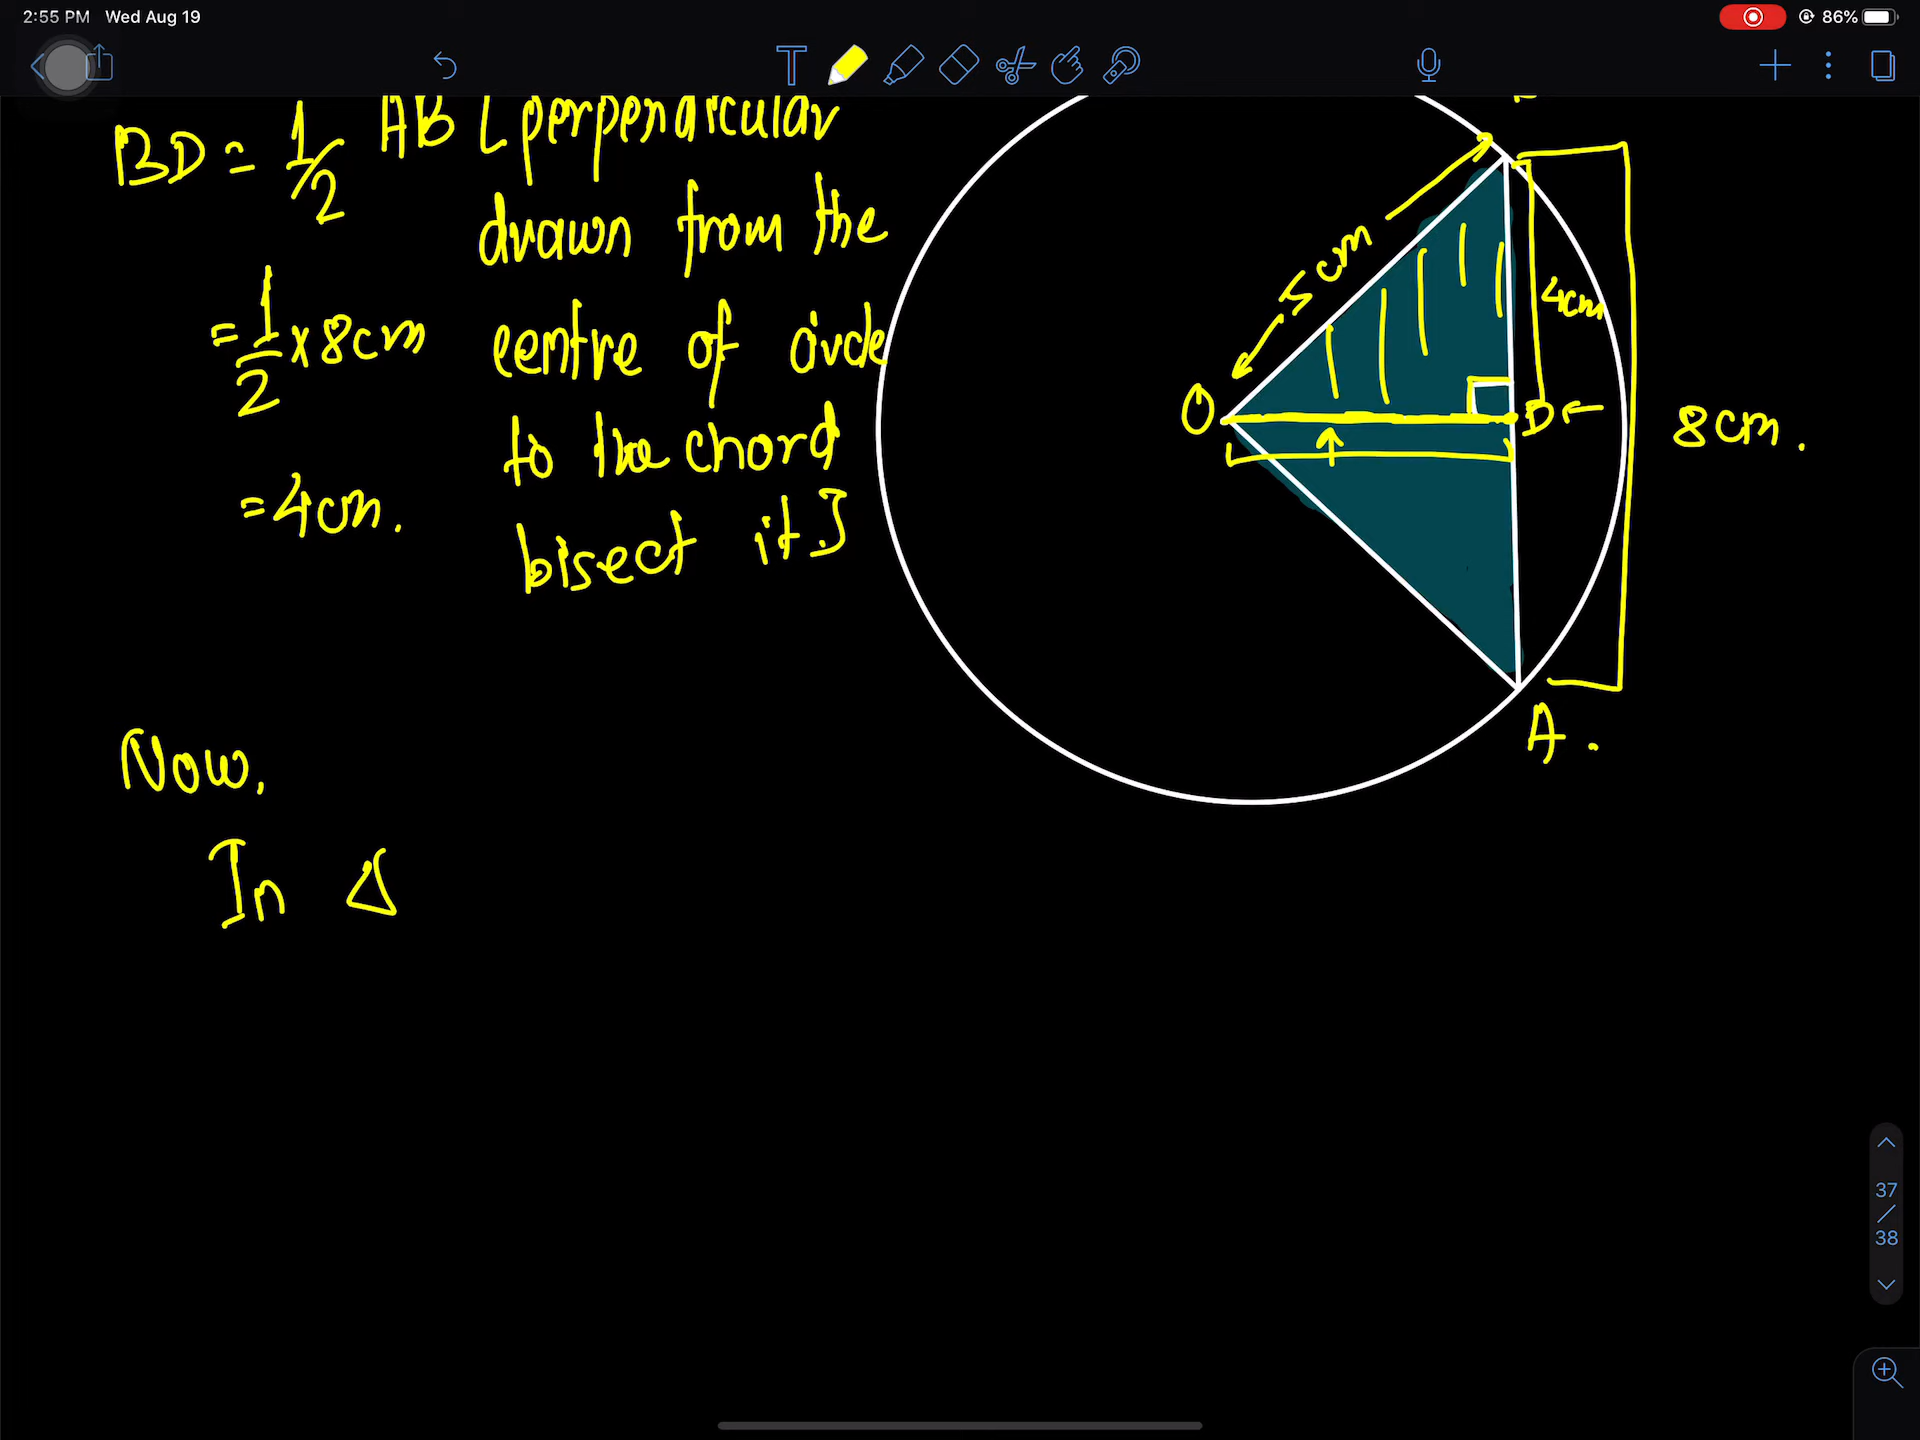 2:55 PM Wed Aug 19
86%
T
BD = 1/2 AB [perpendicular
drawn from the
= 1/2 × 8cm centre of circle
to the chord
= 4cm. bisect it.]
5cm
4cm
O
D ←
8cm.
A.
Now,
In Δ
37
/
38